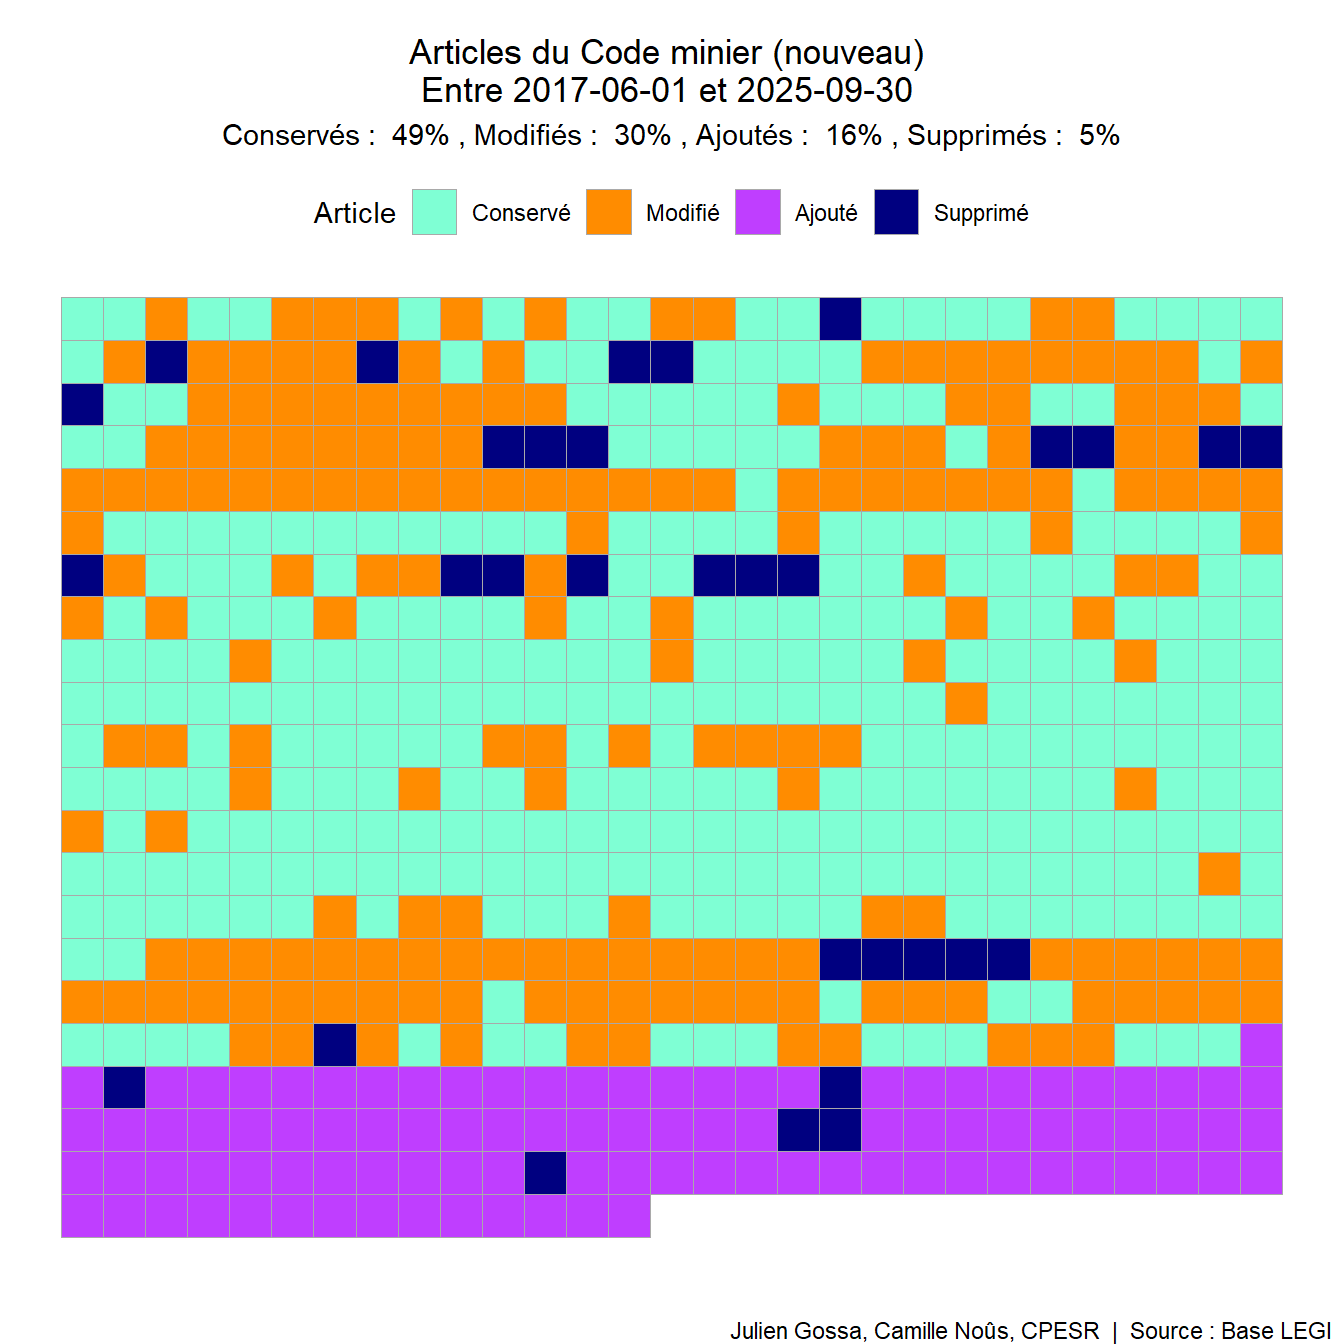 Articles du Code minier (nouveau)
Entre 2017-06-01 et 2025-09-30
Conservés :  49% , Modifiés :  30% , Ajoutés :  16% , Supprimés :  5%
Article Conservé Modifié Ajouté Supprimé
Julien Gossa, Camille Noûs, CPESR | Source : Base LEGI